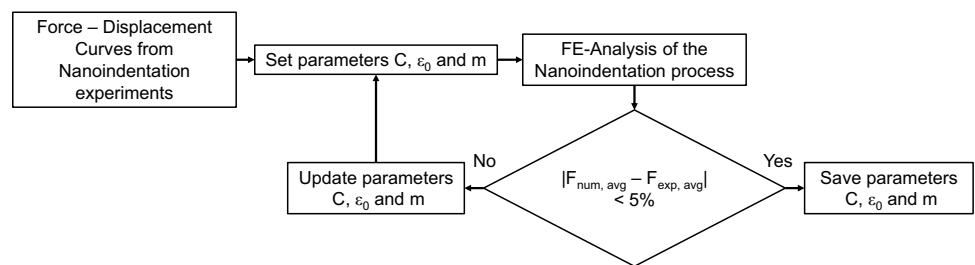 Force – Displacement
Curves from
Nanoindentation
experiments
Set parameters C, ε₀ and m
FE-Analysis of the
Nanoindentation process
No
Yes
Update parameters
C, ε₀ and m
|Fnum, avg – Fexp, avg|
< 5%
Save parameters
C, ε₀ and m